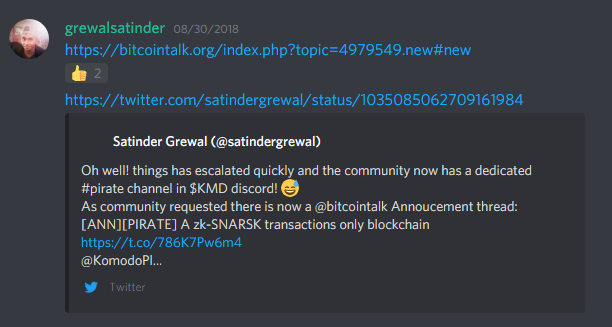 grewalsatinder 08/30/2018
https://bitcointalk.org/index.php?topic=4979549.new#new
👍 2
https://twitter.com/satindergrewal/status/1035085062709161984
Satinder Grewal (@satindergrewal)
Oh well! things has escalated quickly and the community now has a dedicated
#pirate channel in $KMD discord! 😅
As community requested there is now a @bitcointalk Annoucement thread:
[ANN][PIRATE] A zk-SNARSK transactions only blockchain
https://t.co/786K7Pw6m4
@KomodoPl...
Twitter